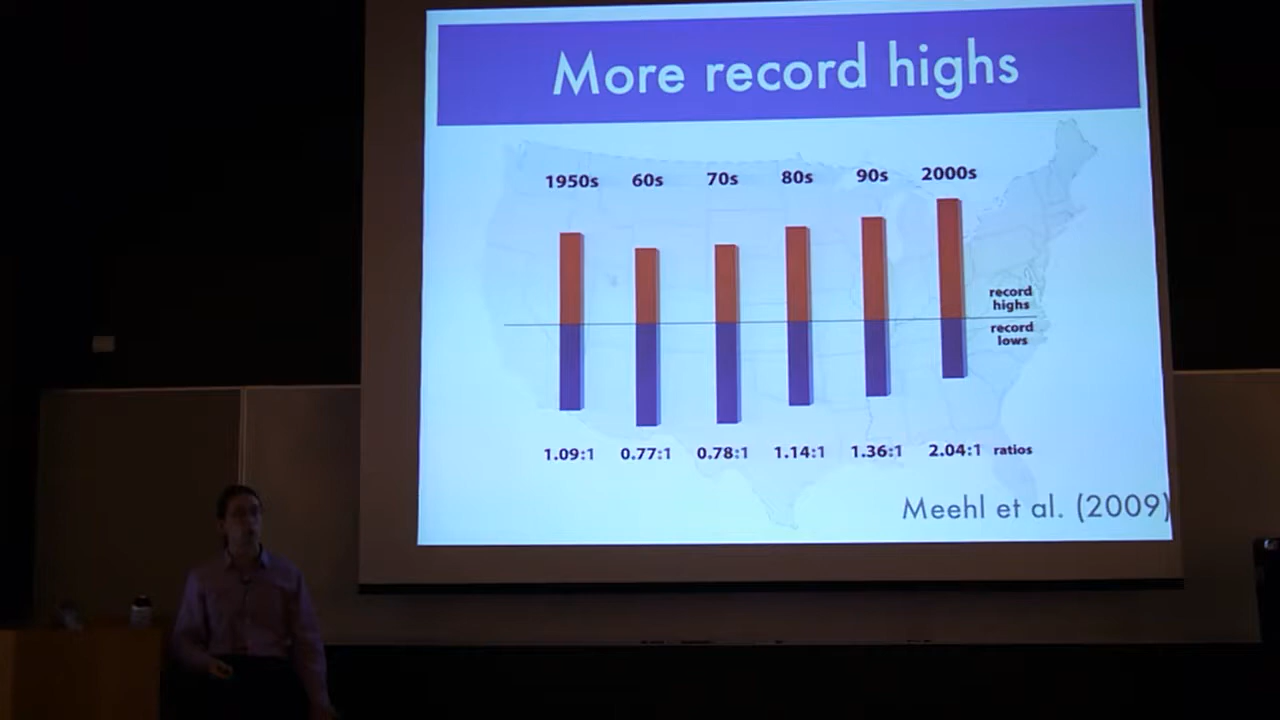 More record highs
1950s 60s 70s 80s 90s 2000s
record
highs
record
lows
1.09:1 0.77:1 0.78:1 1.14:1 1.36:1 2.04:1 ratios
Meehl et al. (2009)